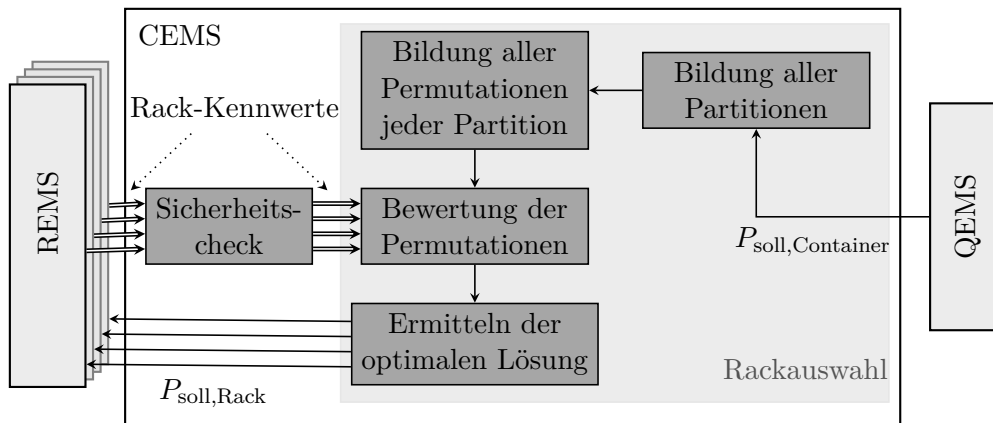 CEMS
Bildung aller
Permutationen
jeder Partition
Bildung aller
Partitionen
Rack-Kennwerte
REMS
Sicherheits-
check
Bewertung der
Permutationen
P_soll,Container
QEMS
Ermitteln der
optimalen Lösung
Rackauswahl
P_soll,Rack